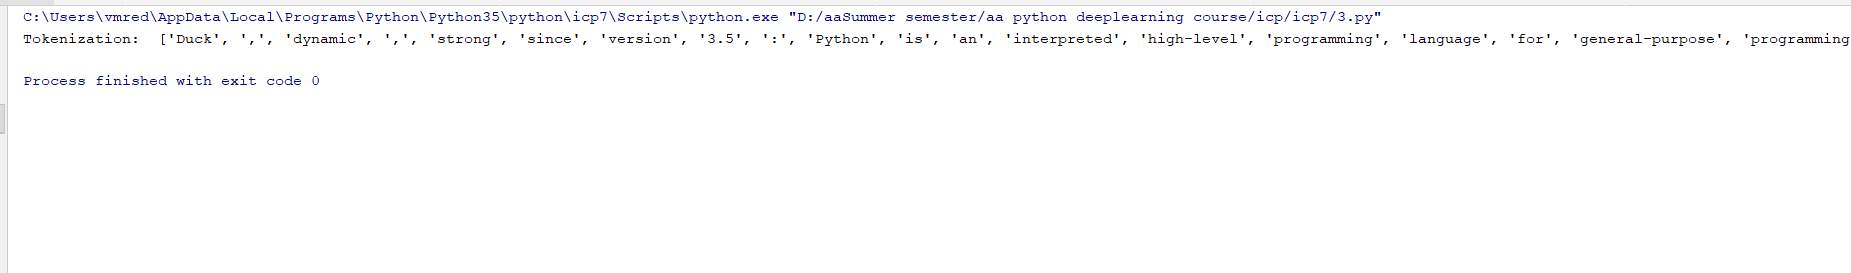 C:\Users\vmred\AppData\Local\Programs\Python\Python35\python\icp7\Scripts\python.exe "D:/aaSummer semester/aa python deeplearning course/icp/icp7/3.py"
Tokenization:  ['Duck', ',', 'dynamic', ',', 'strong', 'since', 'version', '3.5', ':', 'Python', 'is', 'an', 'interpreted', 'high-level', 'programming', 'language', 'for', 'general-purpose', 'programming
Process finished with exit code 0